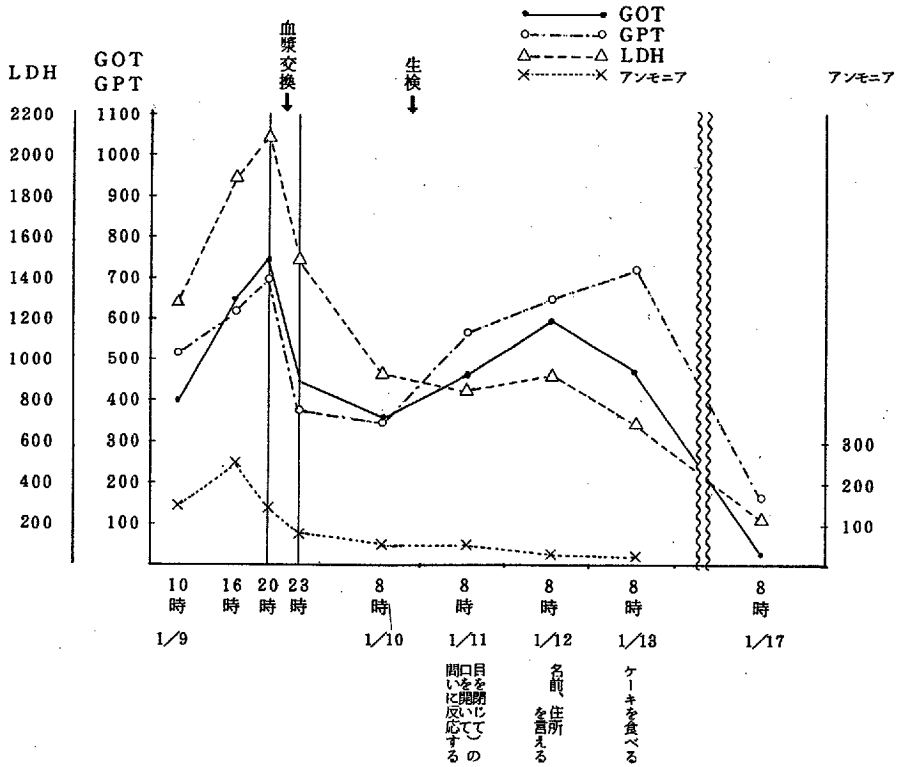 GOT
GPT
LDH
アンモニア
血漿交換
生検
LDH
GOT
GPT
アンモニア
2200
2000
1800
1600
1400
1200
1000
800
600
400
200
1100
1000
900
800
700
600
500
400
300
200
100
300
200
100
10時
16時
20時
23時
8時
8時
8時
8時
8時
1/9
1/10
1/11
1/12
1/13
1/17
目を閉じて)の
口を開いて
問いに反応する
名前、住所
を言える
ケーキを食べる